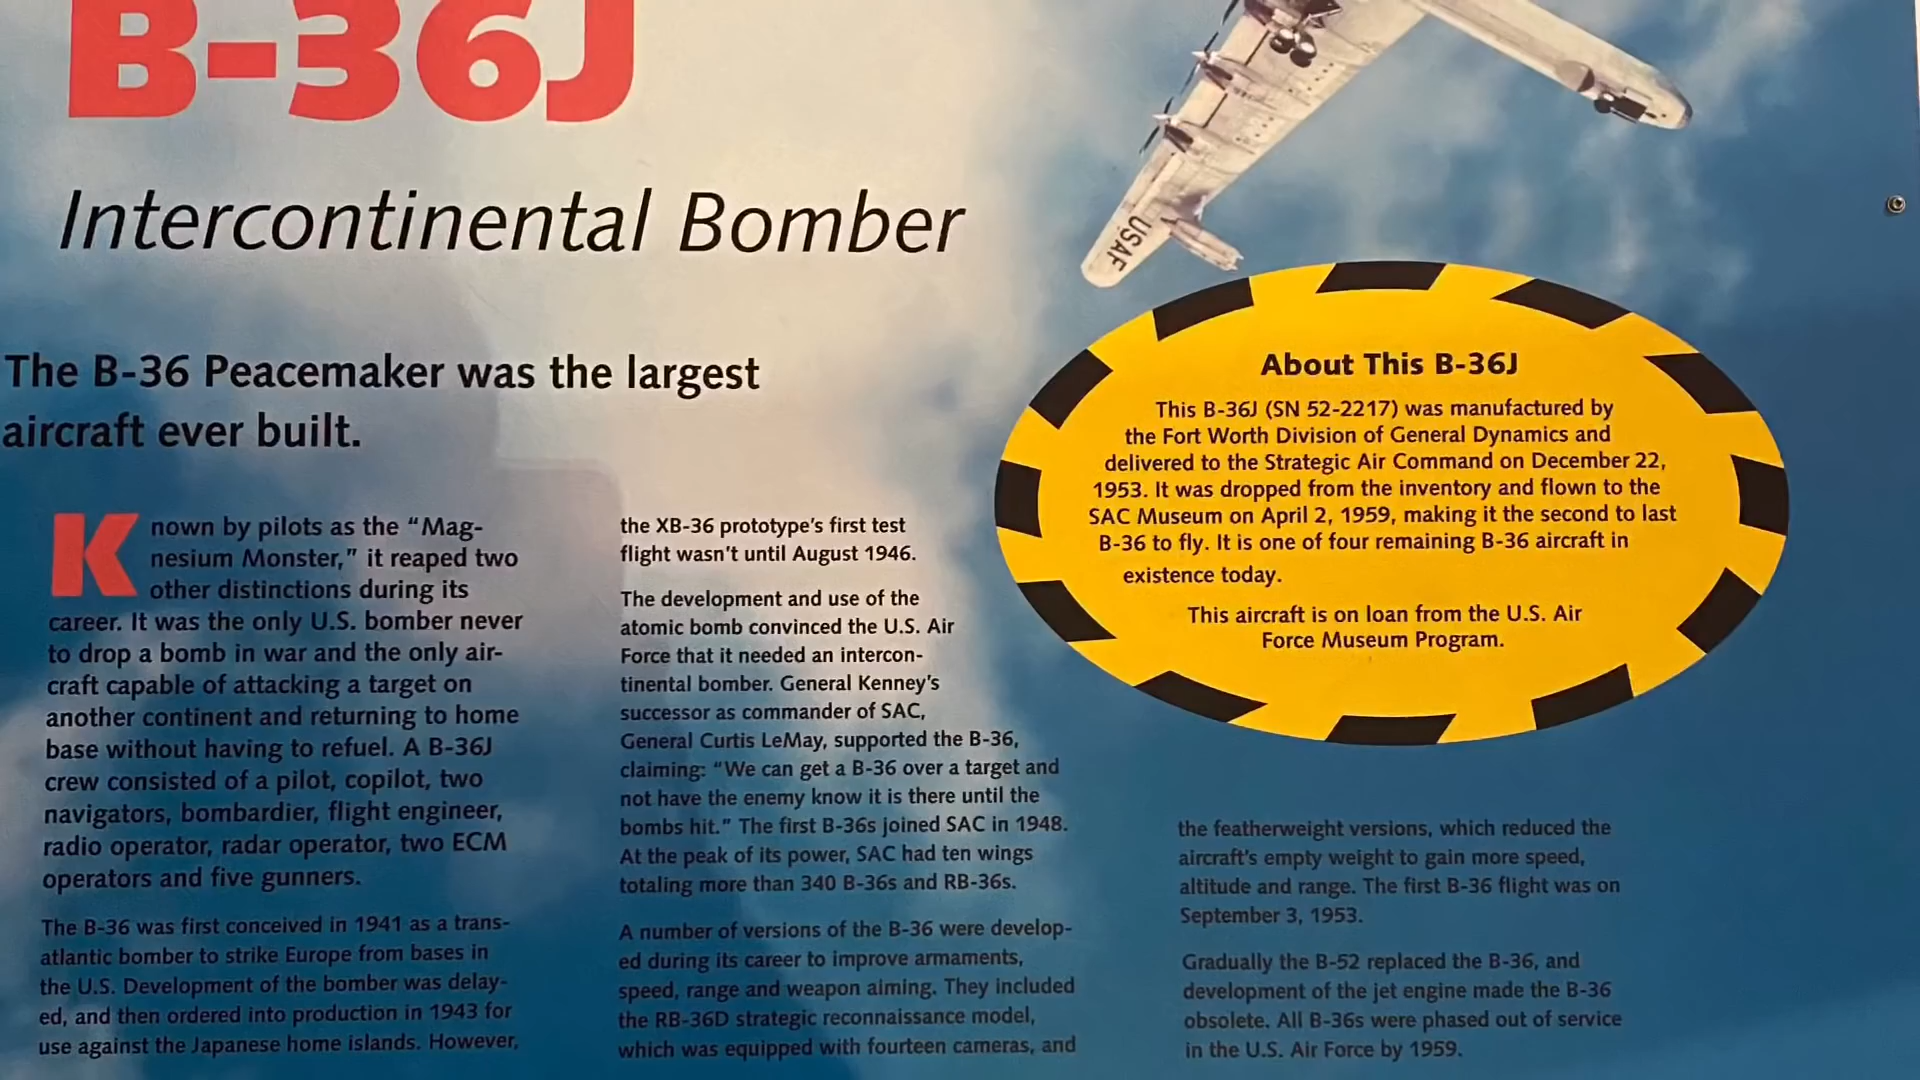 B-36J
Intercontinental Bomber
USAF
The B-36 Peacemaker was the largest
aircraft ever built.
Known by pilots as the “Mag-
nesium Monster,” it reaped two
other distinctions during its
career. It was the only U.S. bomber never
to drop a bomb in war and the only air-
craft capable of attacking a target on
another continent and returning to home
base without having to refuel. A B-36J
crew consisted of a pilot, copilot, two
navigators, bombardier, flight engineer,
radio operator, radar operator, two ECM
operators and five gunners.
The B-36 was first conceived in 1941 as a trans-
atlantic bomber to strike Europe from bases in
the U.S. Development of the bomber was delay-
ed, and then ordered into production in 1943 for
use against the Japanese home islands. However,
the XB-36 prototype’s first test
flight wasn’t until August 1946.
The development and use of the
atomic bomb convinced the U.S. Air
Force that it needed an intercon-
tinental bomber. General Kenney’s
successor as commander of SAC,
General Curtis LeMay, supported the B-36,
claiming: “We can get a B-36 over a target and
not have the enemy know it is there until the
bombs hit.” The first B-36s joined SAC in 1948.
At the peak of its power, SAC had ten wings
totaling more than 340 B-36s and RB-36s.
A number of versions of the B-36 were develop-
ed during its career to improve armaments,
speed, range and weapon aiming. They included
the RB-36D strategic reconnaissance model,
which was equipped with fourteen cameras, and
the featherweight versions, which reduced the
aircraft’s empty weight to gain more speed,
altitude and range. The first B-36 flight was on
September 3, 1953.
Gradually the B-52 replaced the B-36, and
development of the jet engine made the B-36
obsolete. All B-36s were phased out of service
in the U.S. Air Force by 1959.
About This B-36J
This B-36J (SN 52-2217) was manufactured by
the Fort Worth Division of General Dynamics and
delivered to the Strategic Air Command on December 22,
1953. It was dropped from the inventory and flown to the
SAC Museum on April 2, 1959, making it the second to last
B-36 to fly. It is one of four remaining B-36 aircraft in
existence today.
This aircraft is on loan from the U.S. Air
Force Museum Program.